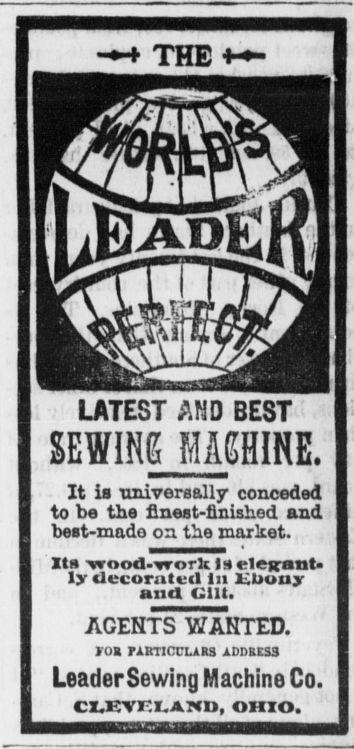 THE
WORLD'S
LEADER
PERFECT.
LATEST AND BEST
SEWING MACHINE.
It is universally conceded
to be the finest-finished and
best-made on the market.
Its wood-work is elegant-
ly decorated in Ebony
and Gilt.
AGENTS WANTED.
FOR PARTICULARS ADDRESS
Leader Sewing Machine Co.
CLEVELAND, OHIO.